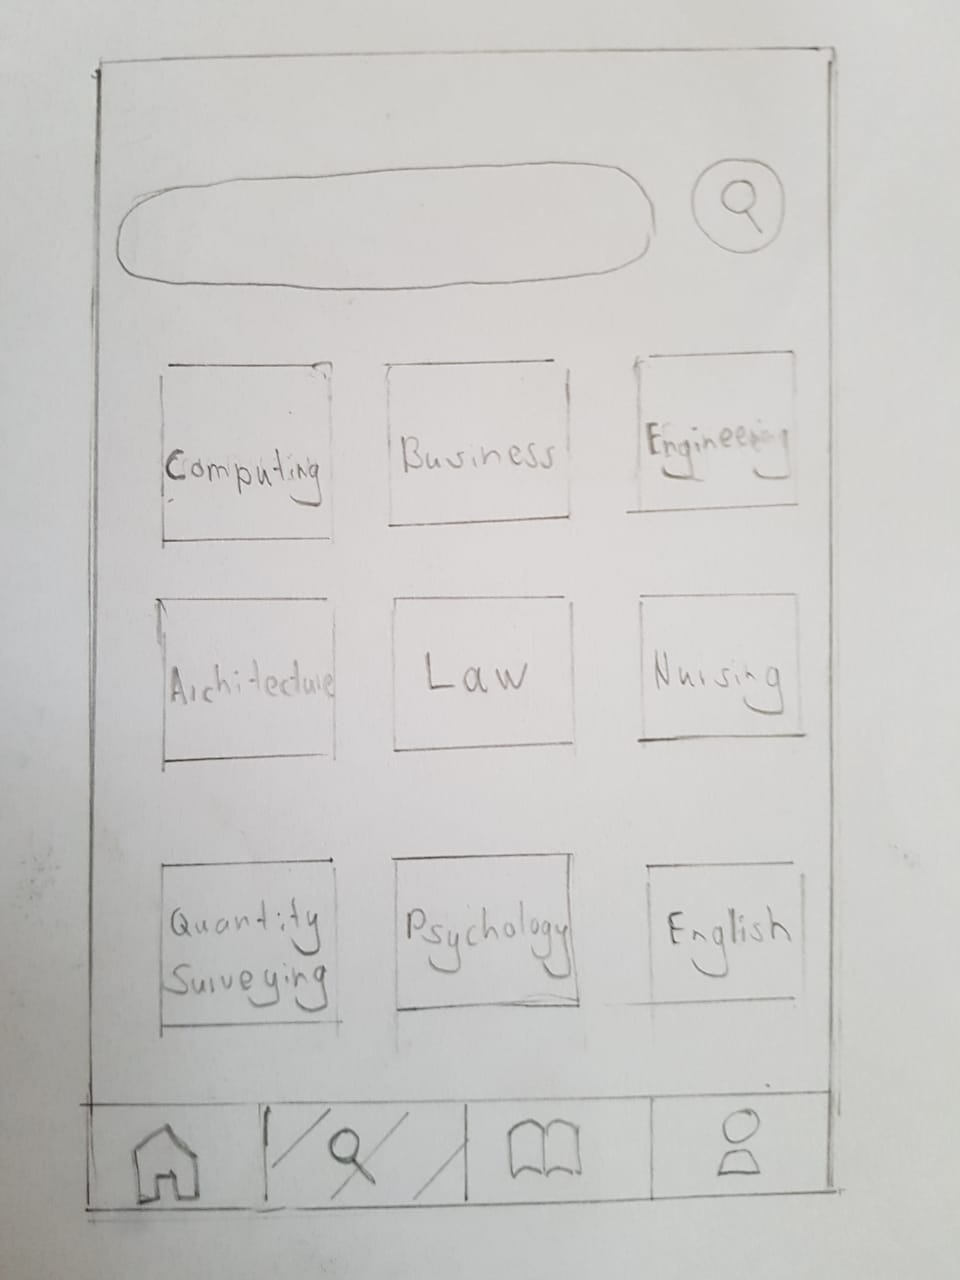 Computing
Business
Engineering
Architecture
Law
Nursing
Quantity
Surveying
Psychology
English